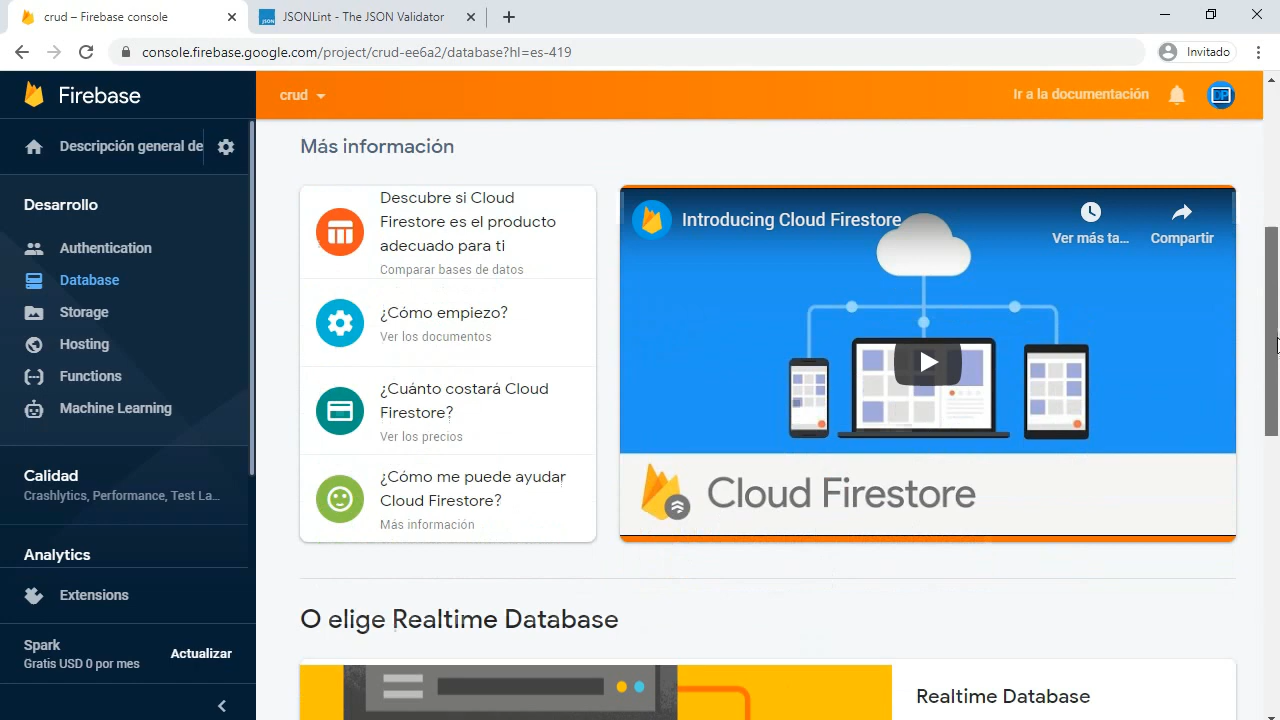 crud – Firebase console
JSON
JSONLint - The JSON Validator
console.firebase.google.com/project/crud-ee6a2/database?hl=es-419
Invitado
Firebase
crud
Ir a la documentación
Descripción general de
Desarrollo
Authentication
Database
Storage
Hosting
Functions
Machine Learning
Calidad
Crashlytics, Performance, Test La...
Analytics
Extensions
Spark
Gratis USD 0 por mes
Actualizar
Más información
Descubre si Cloud
Firestore es el producto
adecuado para ti
Comparar bases de datos
¿Cómo empiezo?
Ver los documentos
¿Cuánto costará Cloud
Firestore?
Ver los precios
¿Cómo me puede ayudar
Cloud Firestore?
Más información
Introducing Cloud Firestore
Ver más ta...
Compartir
Cloud Firestore
O elige Realtime Database
Realtime Database